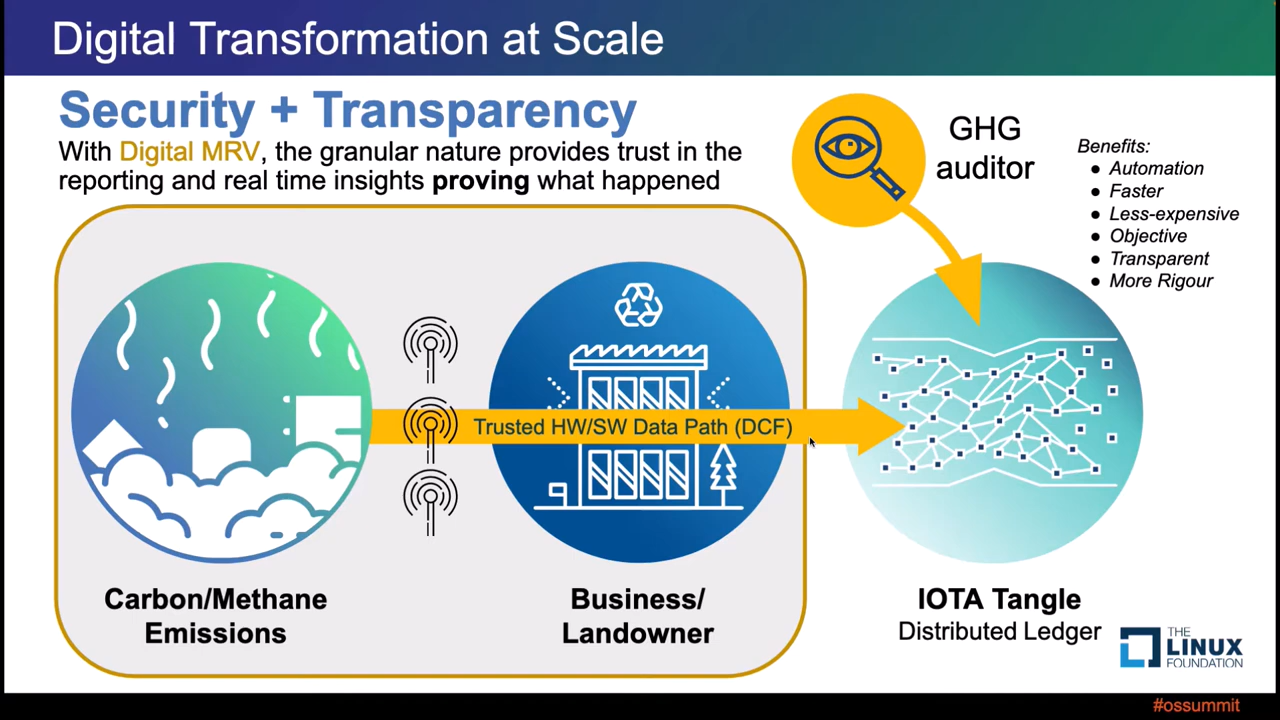 Digital Transformation at Scale
Security + Transparency
With Digital MRV, the granular nature provides trust in the
reporting and real time insights proving what happened
GHG
auditor
Benefits:
● Automation
● Faster
● Less-expensive
● Objective
● Transparent
● More Rigour
Trusted HW/SW Data Path (DCF)
Carbon/Methane
Emissions
Business/
Landowner
IOTA Tangle
Distributed Ledger
THE
LINUX
FOUNDATION
#ossummit